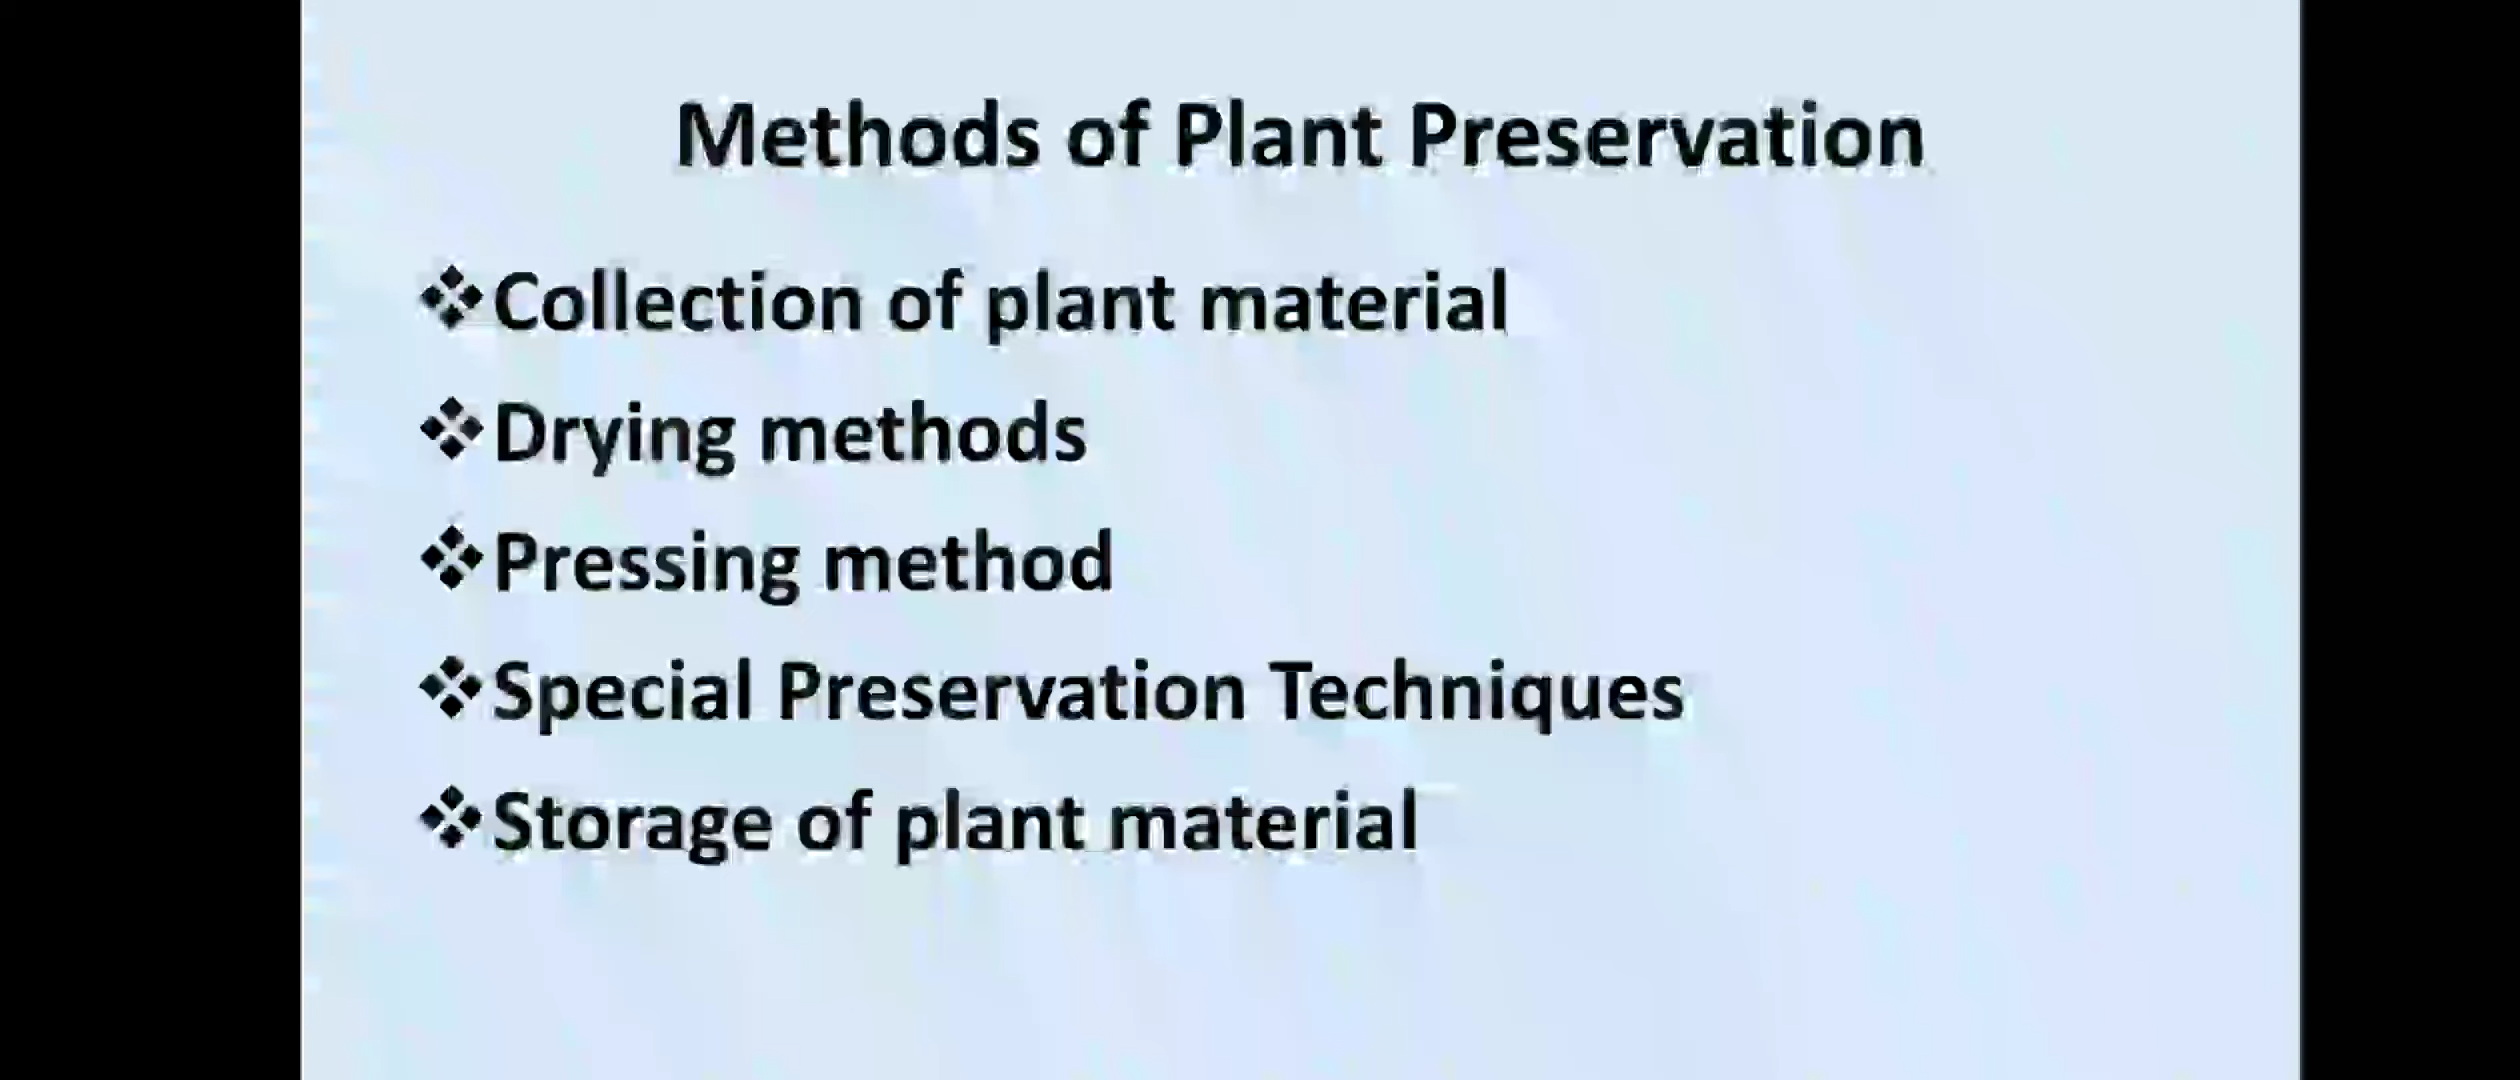 Methods of Plant Preservation
❖Collection of plant material
❖Drying methods
❖Pressing method
❖Special Preservation Techniques
❖Storage of plant material